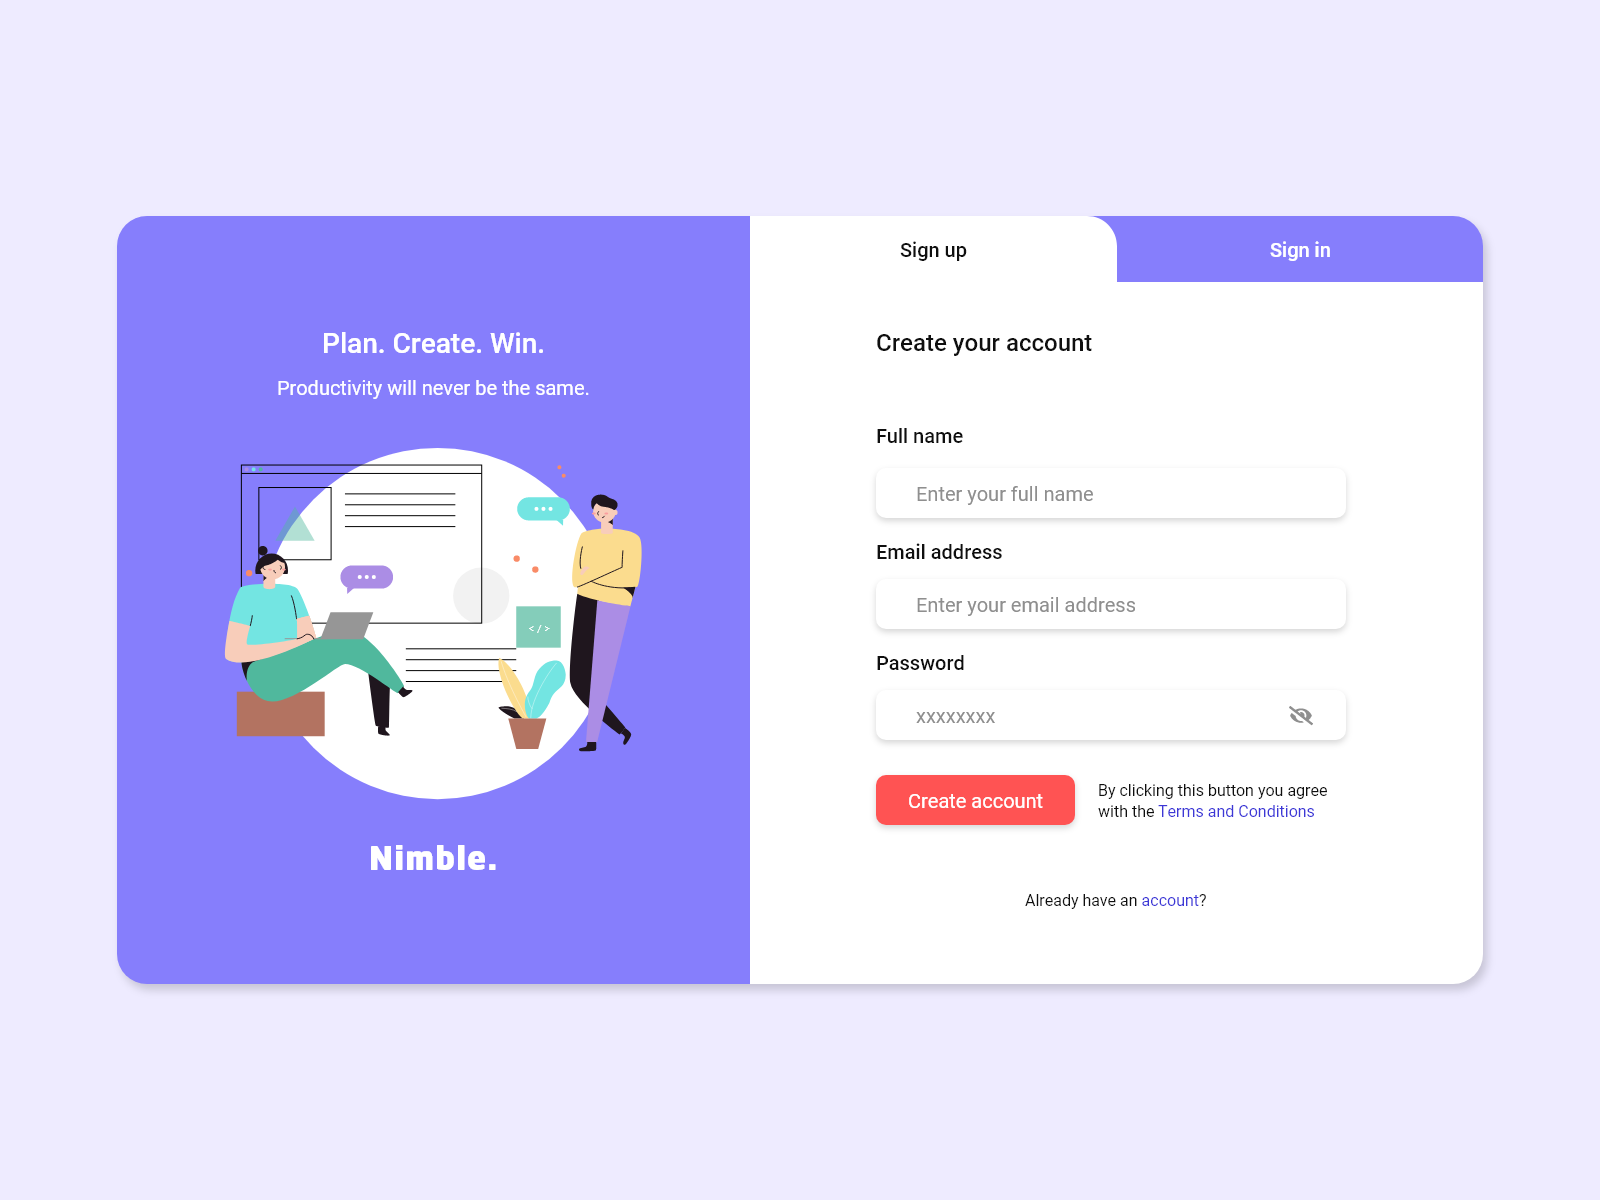 Plan. Create. Win.
Productivity will never be the same.
</>
Nimble.
Sign up
Sign in
Create your account
Full name
Enter your full name
Email address
Enter your email address
Password
xxxxxxxx
Create account
By clicking this button you agree
with the Terms and Conditions
Already have an account?